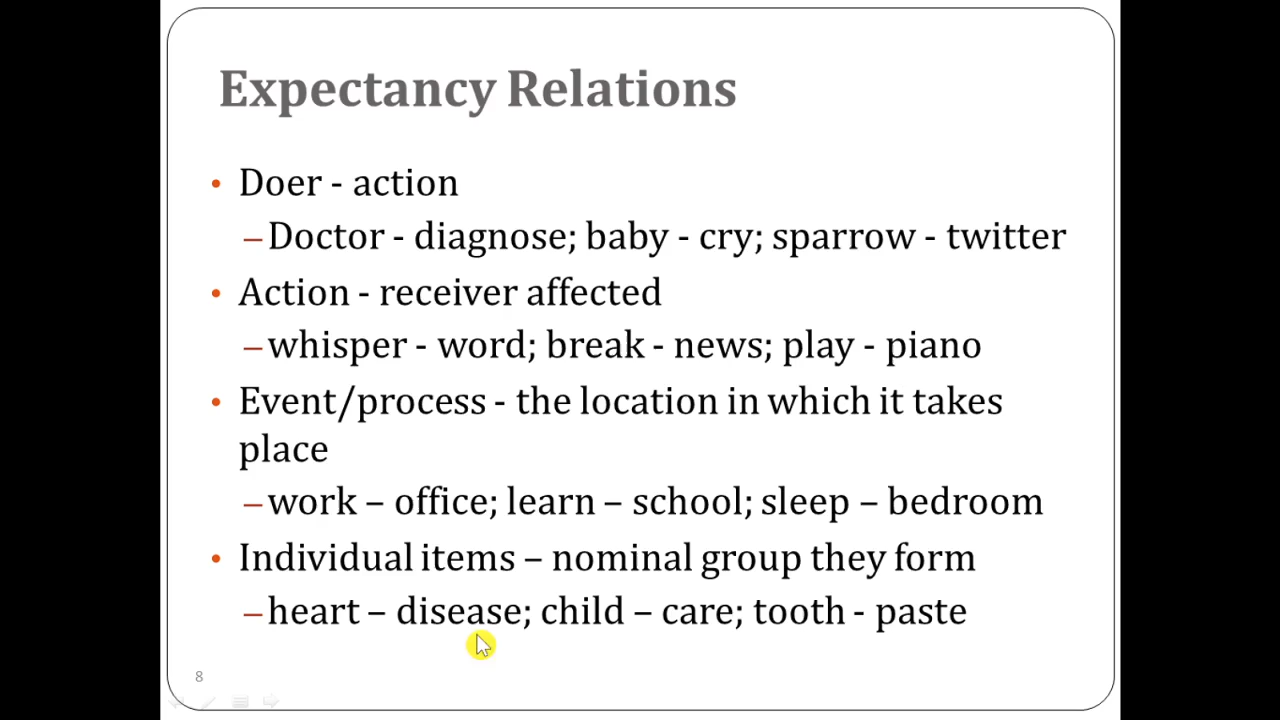 Expectancy Relations
• Doer - action
–Doctor - diagnose; baby - cry; sparrow - twitter
• Action - receiver affected
–whisper - word; break - news; play - piano
• Event/process - the location in which it takes
place
–work – office; learn – school; sleep – bedroom
• Individual items – nominal group they form
–heart – disease; child – care; tooth - paste
8